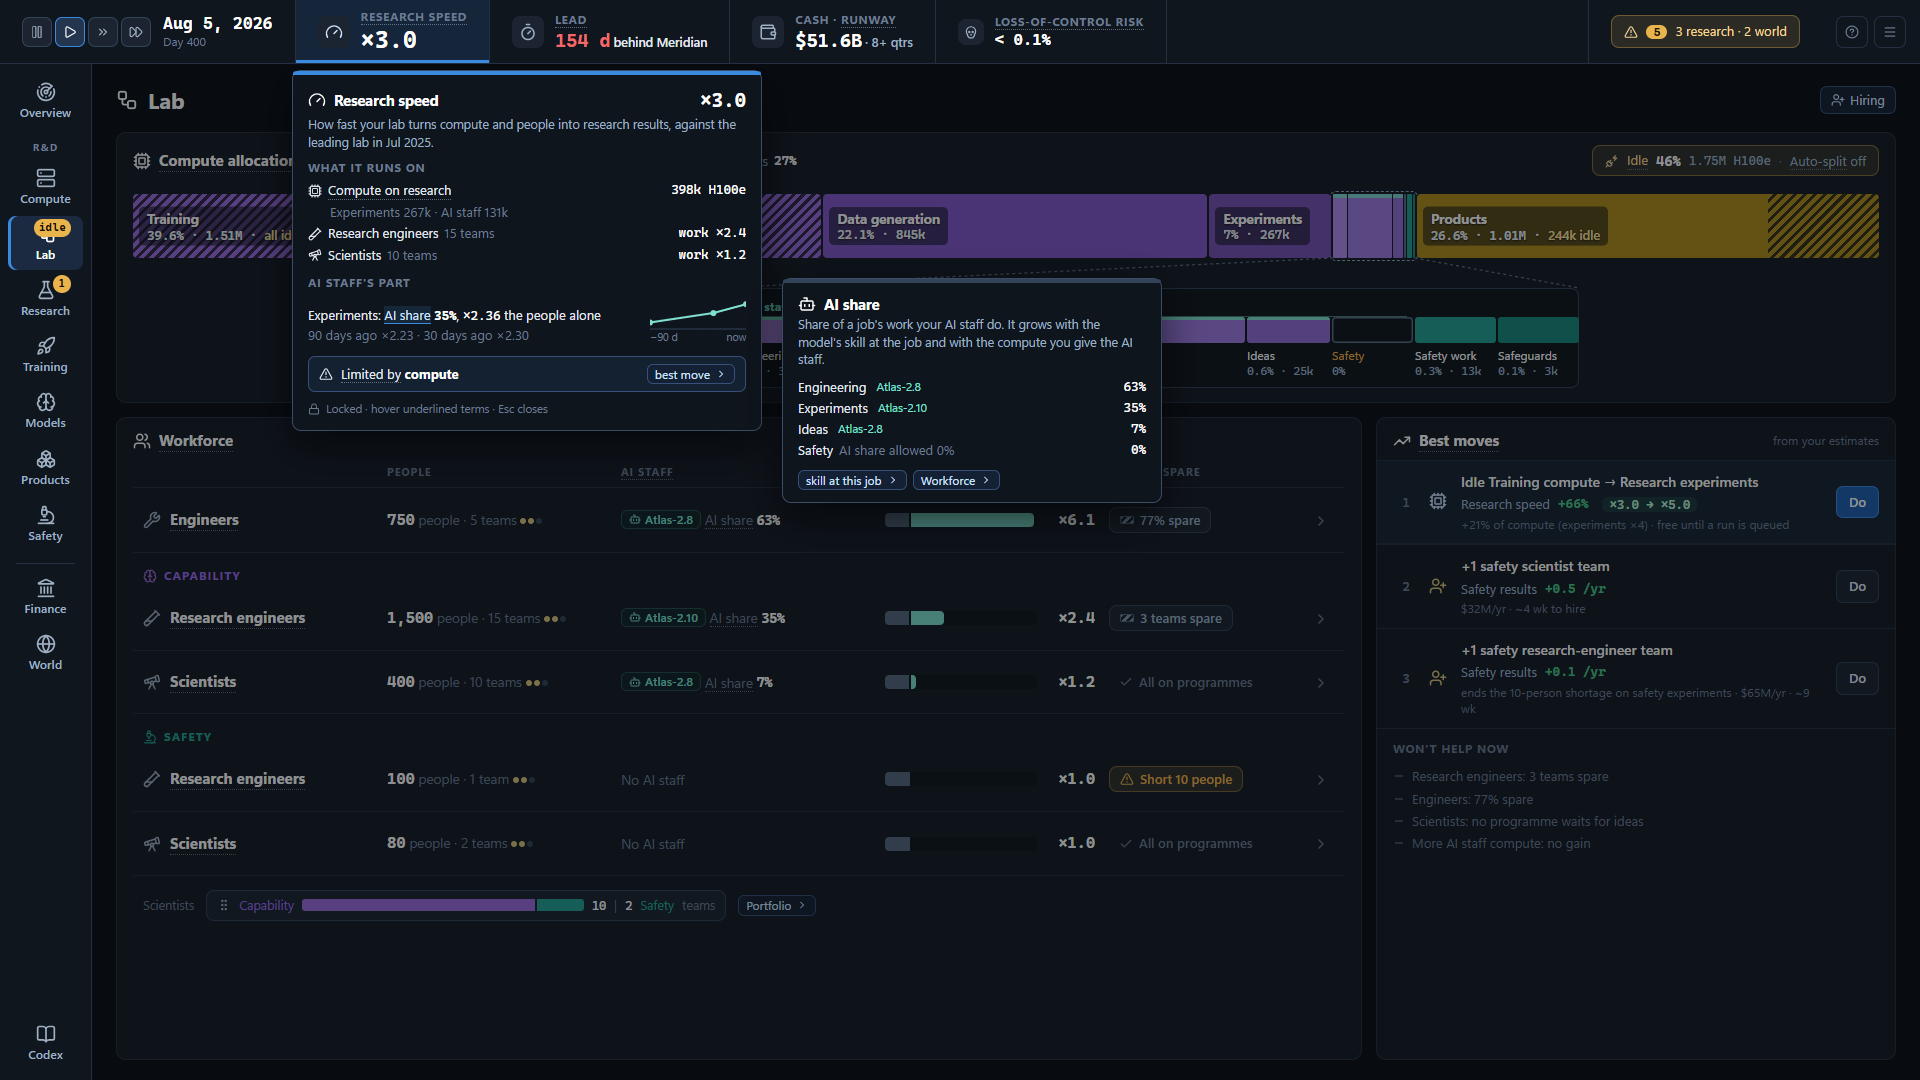 Aug 5, 2026
Day 400
RESEARCH SPEED
×3.0
LEAD
154 d behind Meridian
CASH · RUNWAY
$51.6B · 8+ qtrs
LOSS-OF-CONTROL RISK
< 0.1%
5 3 research · 2 world
Overview
R&D
Compute
idle
Lab
1
Research
Training
Models
Products
Safety
Finance
World
Codex
Lab
Hiring
Compute allocation
27%
Idle 46% 1.75M H100e · Auto-split off
Training
39.6% · 1.51M · all id
Data generation
22.1% · 845k
Experiments
7% · 267k
Products
26.6% · 1.01M · 244k idle
Ideas
0.6% · 25k
Safety
0%
Safety work
0.3% · 13k
Safeguards
0.1% · 3k
Research speed ×3.0
How fast your lab turns compute and people into research results, against the
leading lab in Jul 2025.
WHAT IT RUNS ON
Compute on research 398k H100e
Experiments 267k · AI staff 131k
Research engineers 15 teams work ×2.4
Scientists 10 teams work ×1.2
AI STAFF'S PART
Experiments: AI share 35%, ×2.36 the people alone
90 days ago ×2.23 · 30 days ago ×2.30
−90 d now
Limited by compute best move
Locked · hover underlined terms · Esc closes
AI share
Share of a job's work your AI staff do. It grows with the
model's skill at the job and with the compute you give the AI
staff.
Engineering Atlas-2.8 63%
Experiments Atlas-2.10 35%
Ideas Atlas-2.8 7%
Safety AI share allowed 0% 0%
skill at this job Workforce
Workforce
PEOPLE AI STAFF SPARE
Engineers 750 people · 5 teams Atlas-2.8 AI share 63% ×6.1 77% spare
CAPABILITY
Research engineers 1,500 people · 15 teams Atlas-2.10 AI share 35% ×2.4 3 teams spare
Scientists 400 people · 10 teams Atlas-2.8 AI share 7% ×1.2 All on programmes
SAFETY
Research engineers 100 people · 1 team No AI staff ×1.0 Short 10 people
Scientists 80 people · 2 teams No AI staff ×1.0 All on programmes
Scientists Capability 10 | 2 Safety teams Portfolio
Best moves from your estimates
1 Idle Training compute → Research experiments
Research speed +66% ×3.0 → ×5.0
+21% of compute (experiments ×4) · free until a run is queued
Do
2 +1 safety scientist team
Safety results +0.5 /yr
$32M/yr · ~4 wk to hire
Do
3 +1 safety research-engineer team
Safety results +0.1 /yr
ends the 10-person shortage on safety experiments · $65M/yr · ~9
wk
Do
WON'T HELP NOW
Research engineers: 3 teams spare
Engineers: 77% spare
Scientists: no programme waits for ideas
More AI staff compute: no gain